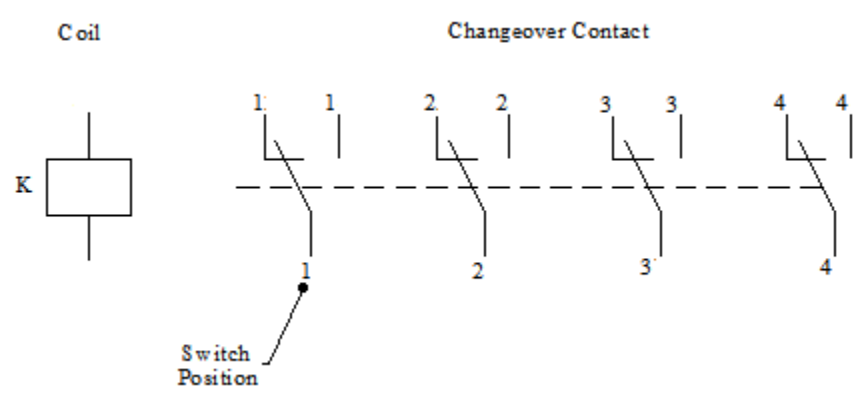 Coil
Changeover Contact
1 1 2 2 3 3 4 4
K
1 2 3 4
Switch
Position